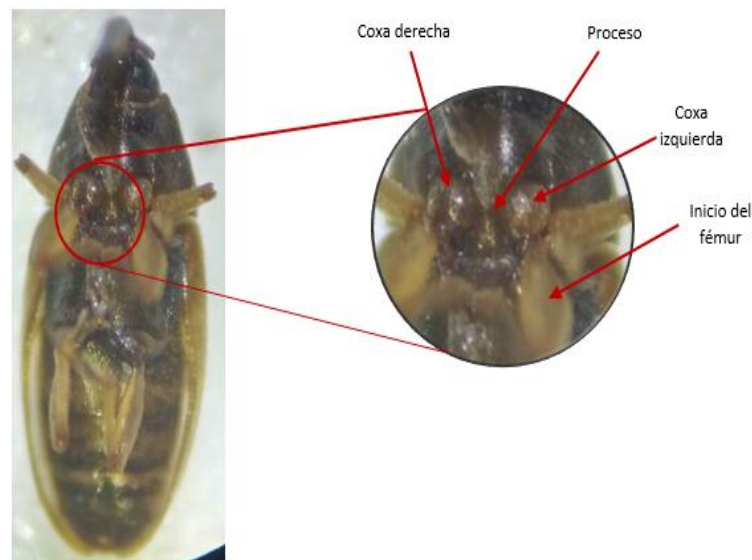 Coxa derecha
Proceso
Coxa
izquierda
Inicio del
fémur